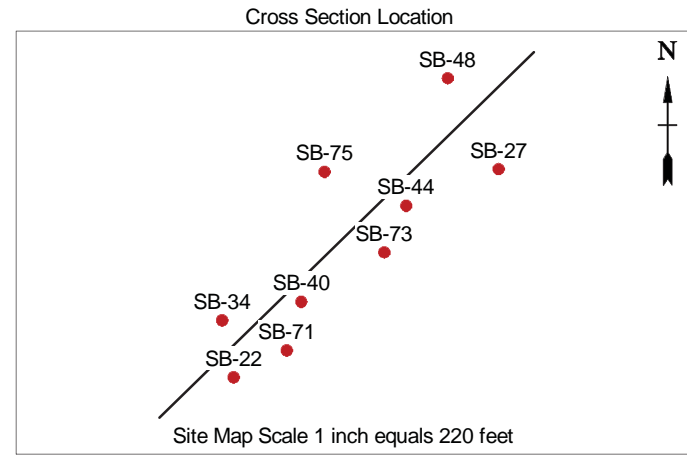 Cross Section Location
SB-48
N
SB-75
SB-27
SB-44
SB-73
SB-40
SB-34
SB-71
SB-22
Site Map Scale 1 inch equals 220 feet